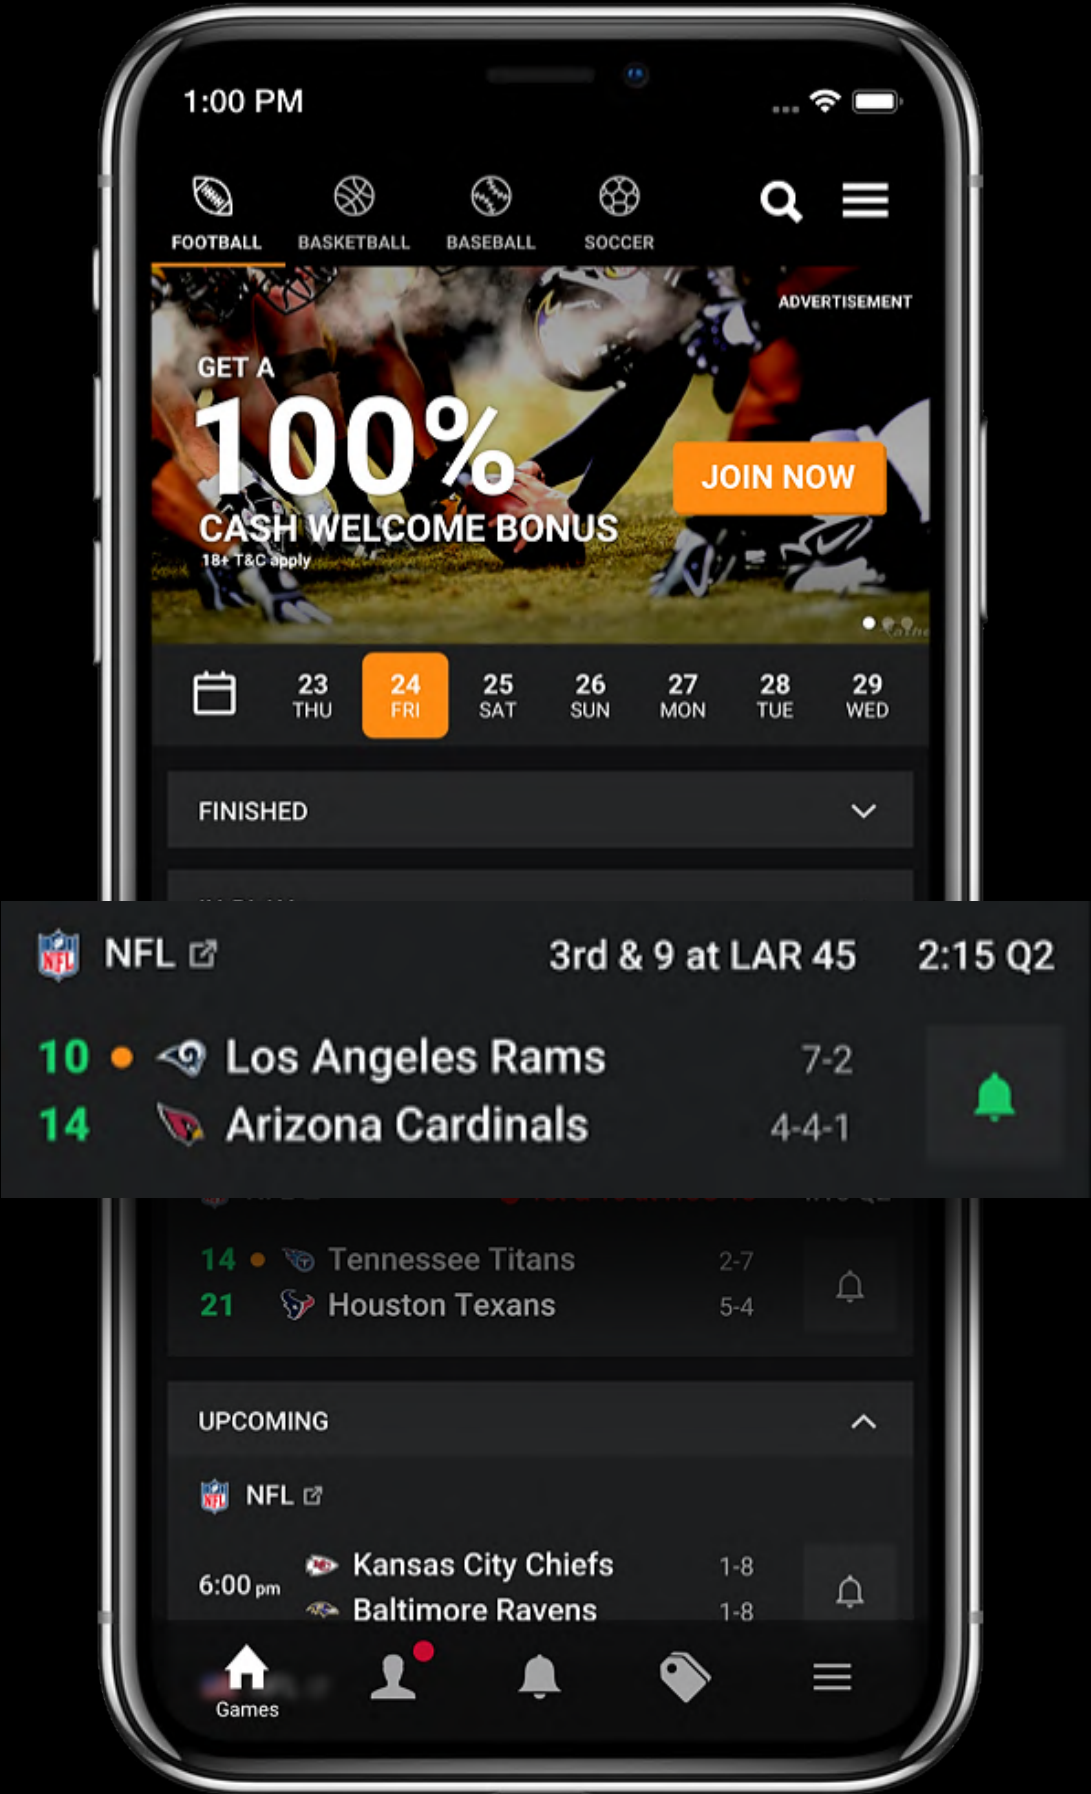 1:00 PM
FOOTBALL BASKETBALL BASEBALL SOCCER
ADVERTISEMENT
GET A
100%
JOIN NOW
CASH WELCOME BONUS
18+ T&C apply
23 24 25 26 27 28 29
THU FRI SAT SUN MON TUE WED
FINISHED
NFL 3rd & 9 at LAR 45 2:15 Q2
10 Los Angeles Rams 7-2
14 Arizona Cardinals 4-4-1
14 Tennessee Titans 2-7
21 Houston Texans 5-4
UPCOMING
NFL
Kansas City Chiefs 1-8
6:00 pm
Baltimore Ravens 1-8
Games